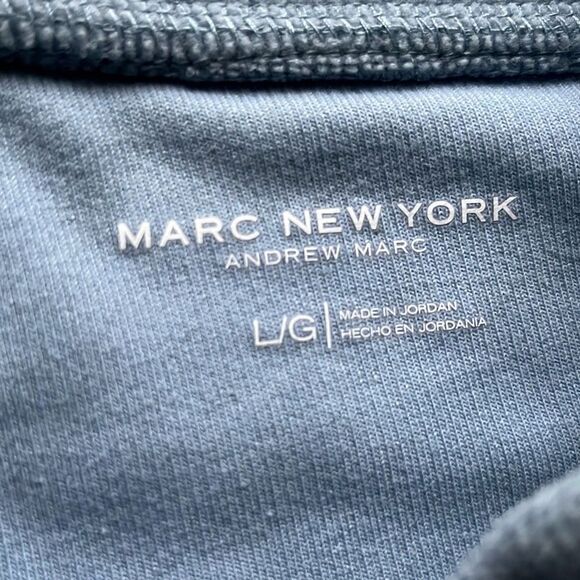 MARC NEW YORK
ANDREW MARC
L/G
MADE IN JORDAN
HECHO EN JORDANIA